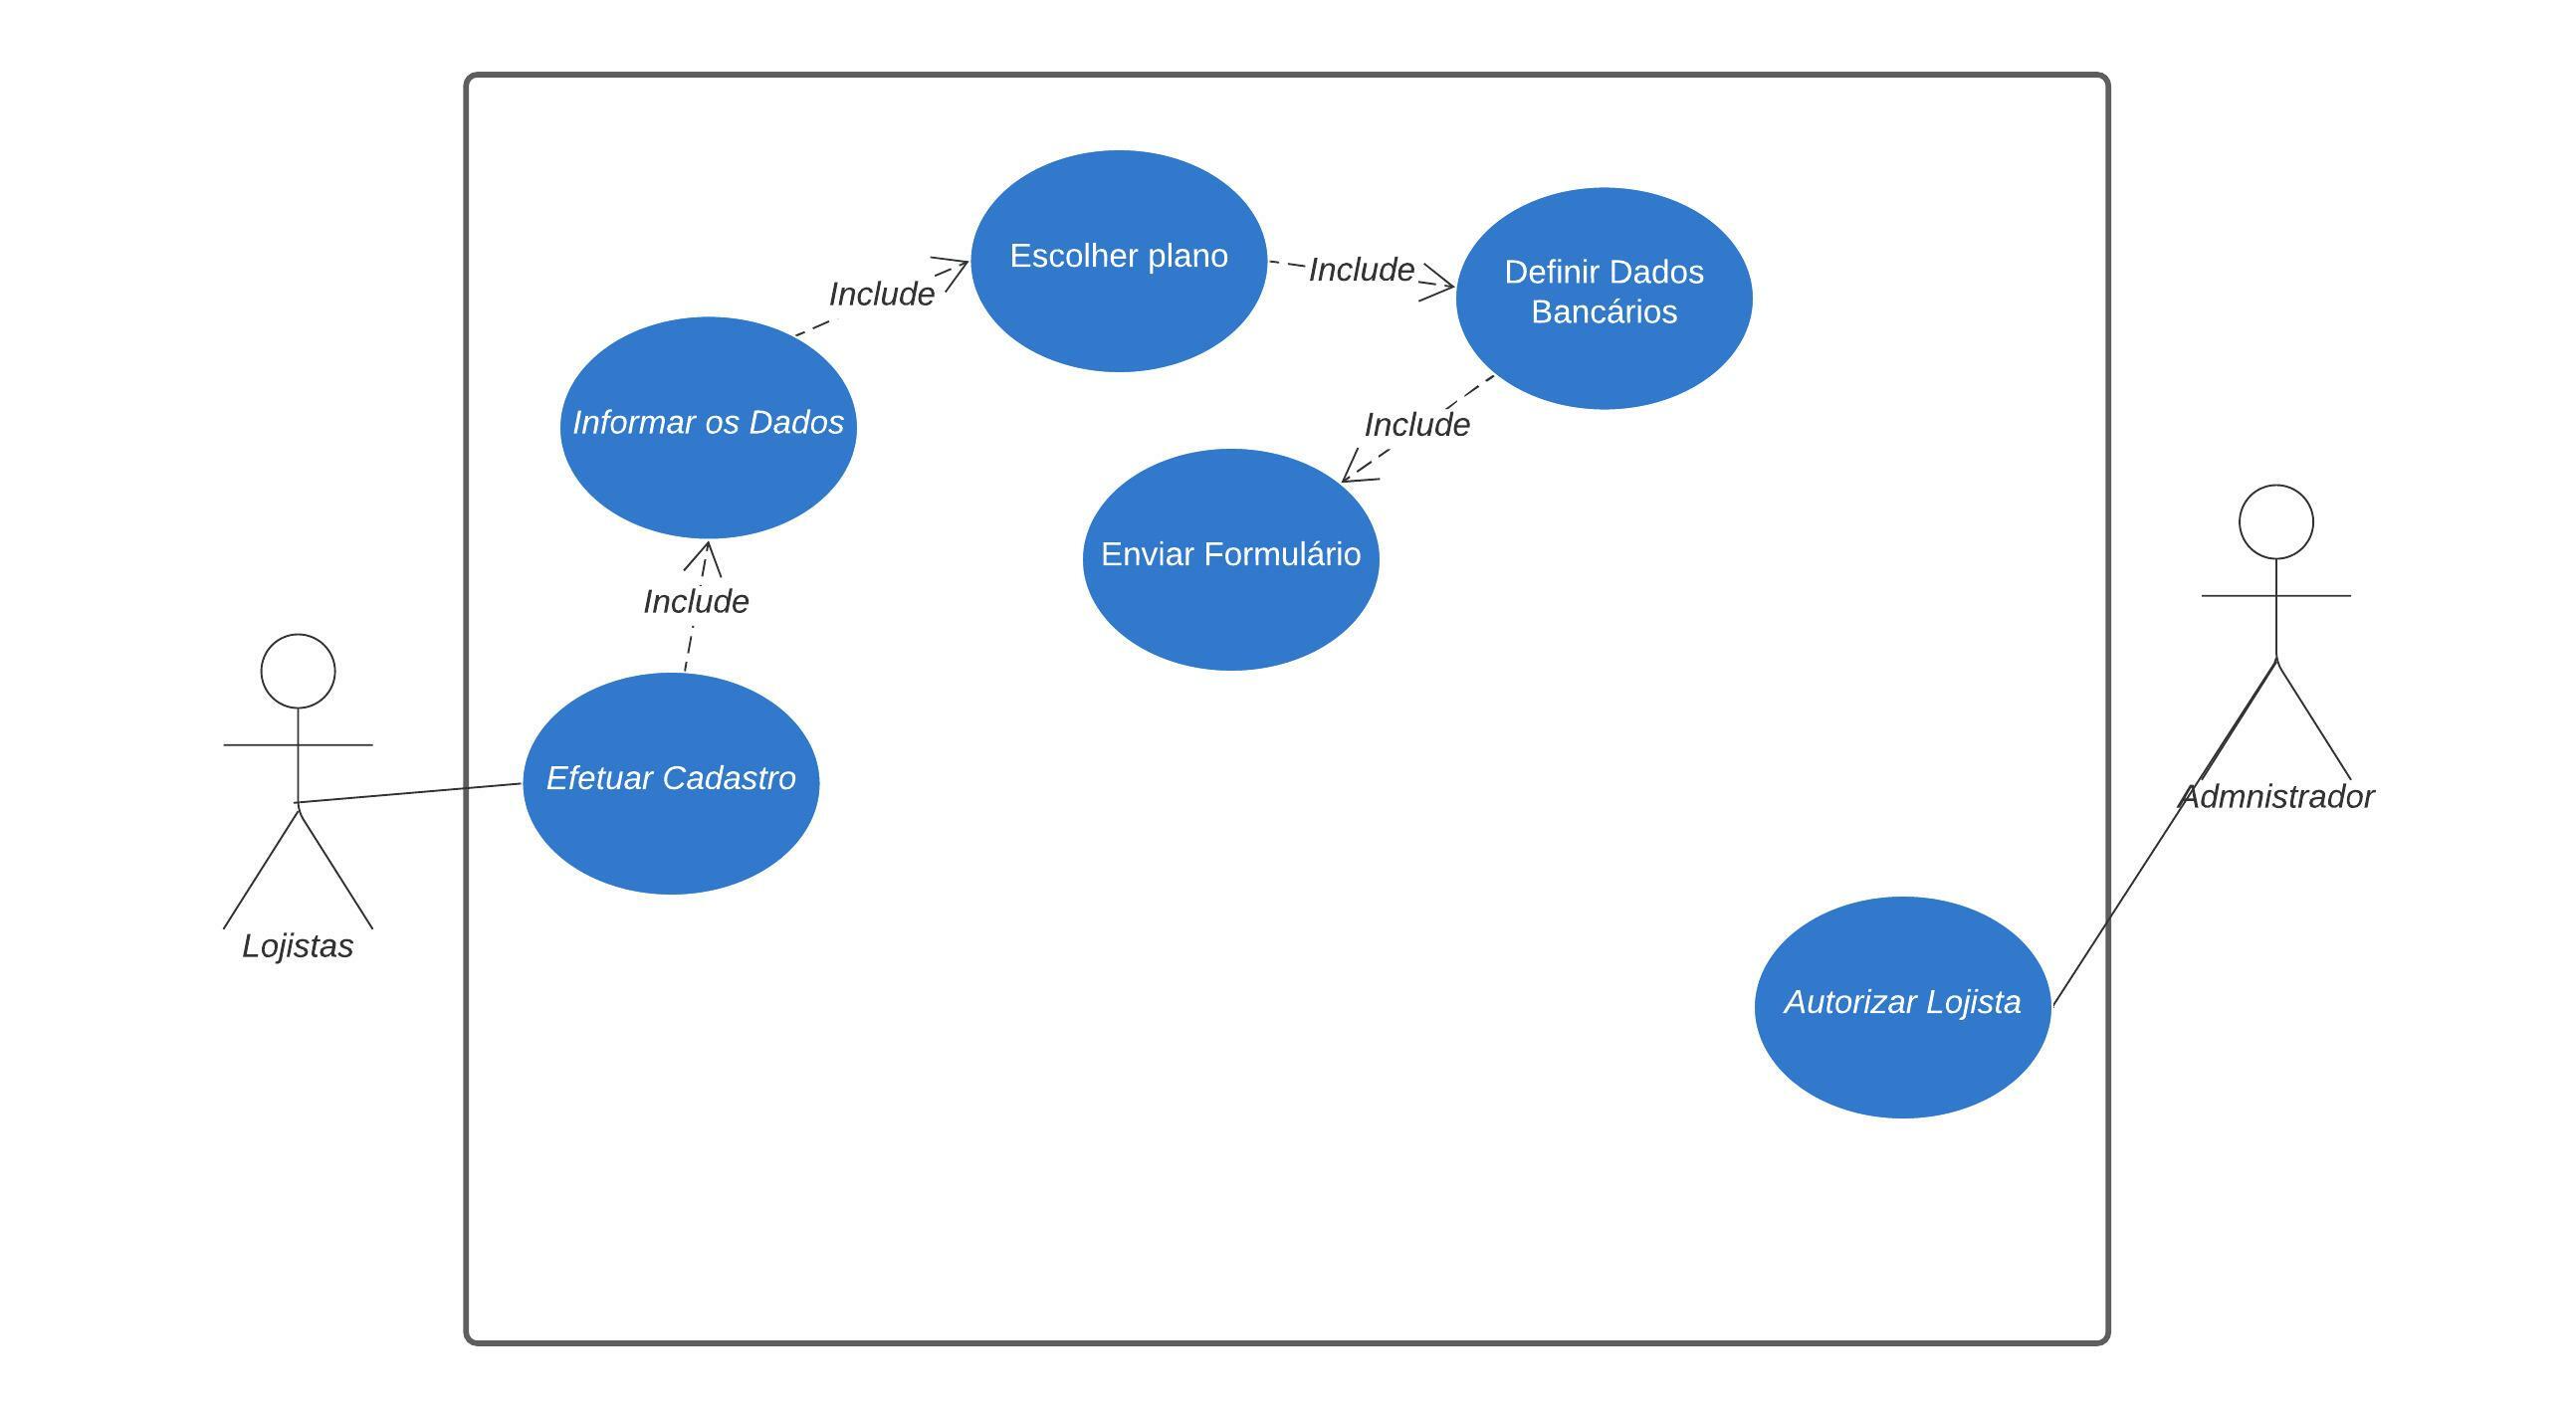 Escolher plano
Include
Definir Dados
Bancários
Include
Informar os Dados
Include
Enviar Formulário
Include
Efetuar Cadastro
Lojistas
Admnistrador
Autorizar Lojista